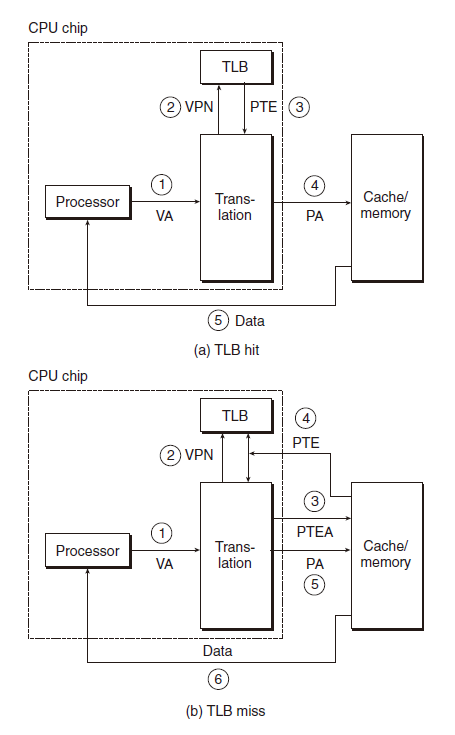 CPU chip
TLB
2 VPN
PTE 3
1
VA
Processor
Trans-
lation
4
PA
Cache/
memory
5 Data
(a) TLB hit
CPU chip
TLB
4
PTE
2 VPN
3
PTEA
1
VA
Processor
Trans-
lation
PA
5
Cache/
memory
Data
6
(b) TLB miss